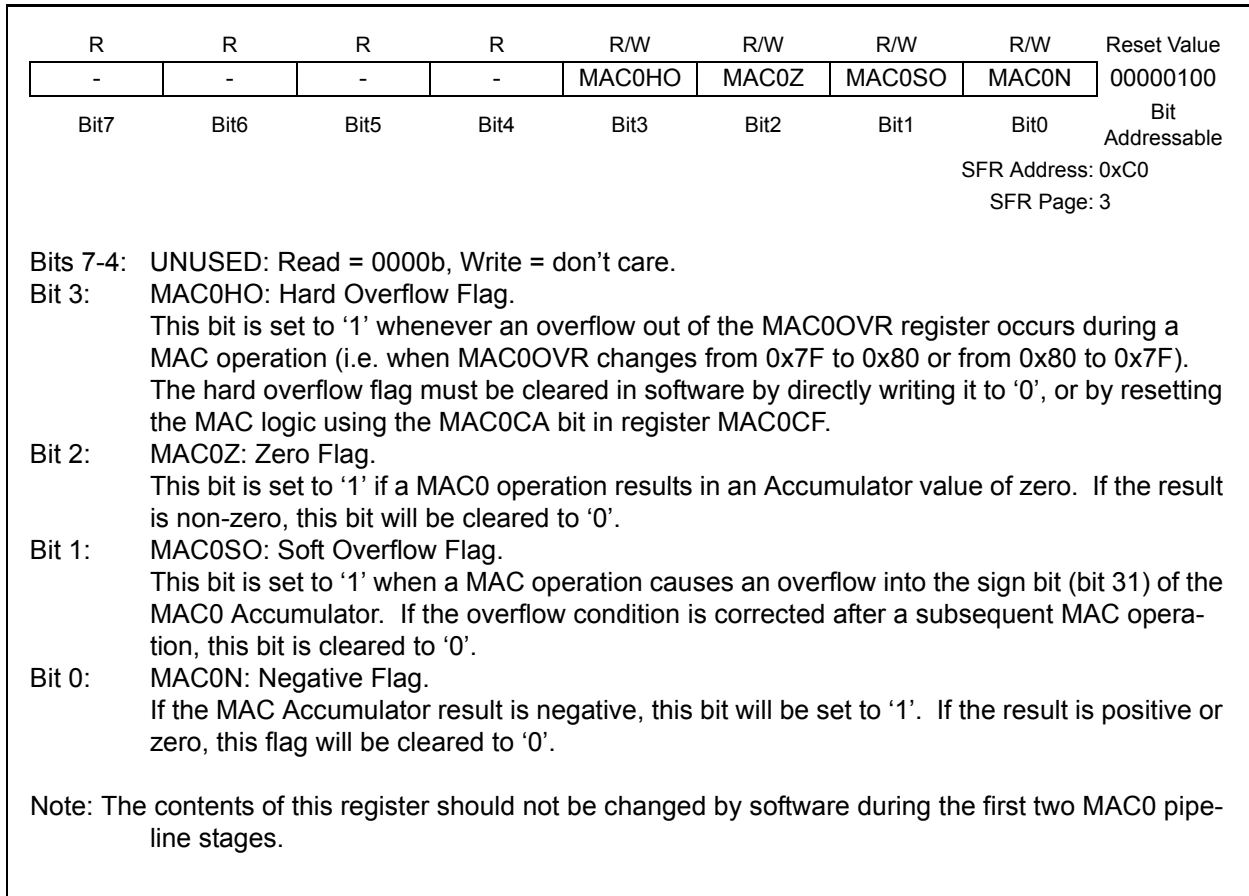 R R R R R/W R/W R/W R/W Reset Value
- - - - MAC0HO MAC0Z MAC0SO MAC0N 00000100
Bit7 Bit6 Bit5 Bit4 Bit3 Bit2 Bit1 Bit0 Bit
Addressable
SFR Address: 0xC0
SFR Page: 3
Bits 7-4: UNUSED: Read = 0000b, Write = don’t care.
Bit 3: MAC0HO: Hard Overflow Flag.
This bit is set to ‘1’ whenever an overflow out of the MAC0OVR register occurs during a
MAC operation (i.e. when MAC0OVR changes from 0x7F to 0x80 or from 0x80 to 0x7F).
The hard overflow flag must be cleared in software by directly writing it to ‘0’, or by resetting
the MAC logic using the MAC0CA bit in register MAC0CF.
Bit 2: MAC0Z: Zero Flag.
This bit is set to ‘1’ if a MAC0 operation results in an Accumulator value of zero. If the result
is non-zero, this bit will be cleared to ‘0’.
Bit 1: MAC0SO: Soft Overflow Flag.
This bit is set to ‘1’ when a MAC operation causes an overflow into the sign bit (bit 31) of the
MAC0 Accumulator. If the overflow condition is corrected after a subsequent MAC opera-
tion, this bit is cleared to ‘0’.
Bit 0: MAC0N: Negative Flag.
If the MAC Accumulator result is negative, this bit will be set to ‘1’. If the result is positive or
zero, this flag will be cleared to ‘0’.
Note: The contents of this register should not be changed by software during the first two MAC0 pipe-
line stages.